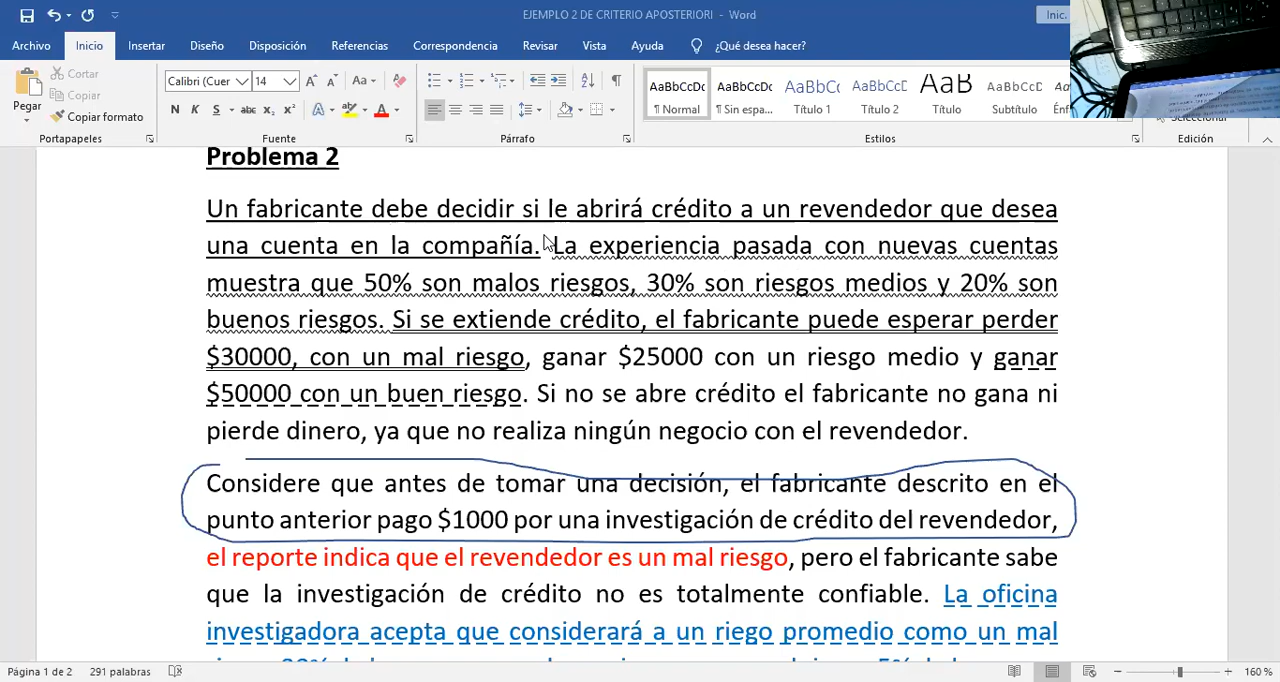 EJEMPLO 2 DE CRITERIO APOSTERIORI - Word
Inic.
Archivo Inicio Insertar Diseño Disposición Referencias Correspondencia Revisar Vista Ayuda ¿Qué desea hacer?
Pegar
Cortar
Copiar
Copiar formato
Calibri (Cuer 14
Aa
N K S abc x₂ x²
AaBbCcDc AaBbCcDc AaBbCc AaBbCcD AaB AaBbCcD
¶ Normal ¶ Sin espa... Título 1 Título 2 Título Subtítulo
Portapapeles Fuente Párrafo Estilos Edición
Problema 2
Un fabricante debe decidir si le abrirá crédito a un revendedor que desea
una cuenta en la compañía. La experiencia pasada con nuevas cuentas
muestra que 50% son malos riesgos, 30% son riesgos medios y 20% son
buenos riesgos. Si se extiende crédito, el fabricante puede esperar perder
$30000, con un mal riesgo, ganar $25000 con un riesgo medio y ganar
$50000 con un buen riesgo. Si no se abre crédito el fabricante no gana ni
pierde dinero, ya que no realiza ningún negocio con el revendedor.
Considere que antes de tomar una decisión, el fabricante descrito en el
punto anterior pago $1000 por una investigación de crédito del revendedor,
el reporte indica que el revendedor es un mal riesgo, pero el fabricante sabe
que la investigación de crédito no es totalmente confiable. La oficina
investigadora acepta que considerará a un riego promedio como un mal
Página 1 de 2 291 palabras 160 %